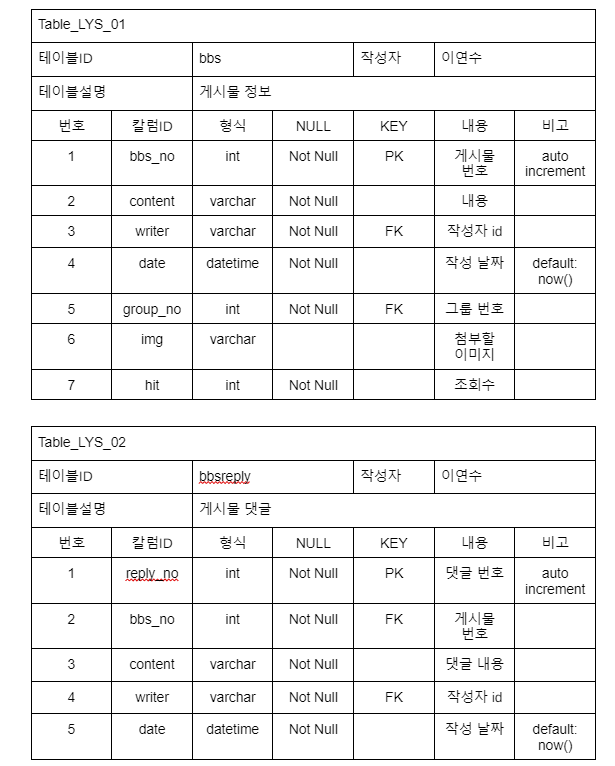 Table_LYS_01
테이블ID bbs 작성자 이연수
테이블설명 게시물 정보
번호 칼럼ID 형식 NULL KEY 내용 비고
1 bbs_no int Not Null PK 게시물 번호 auto increment
2 content varchar Not Null 내용
3 writer varchar Not Null FK 작성자 id
4 date datetime Not Null 작성 날짜 default: now()
5 group_no int Not Null FK 그룹 번호
6 img varchar 첨부할 이미지
7 hit int Not Null 조회수
Table_LYS_02
테이블ID bbsreply 작성자 이연수
테이블설명 게시물 댓글
번호 칼럼ID 형식 NULL KEY 내용 비고
1 reply_no int Not Null PK 댓글 번호 auto increment
2 bbs_no int Not Null FK 게시물 번호
3 content varchar Not Null 댓글 내용
4 writer varchar Not Null FK 작성자 id
5 date datetime Not Null 작성 날짜 default: now()